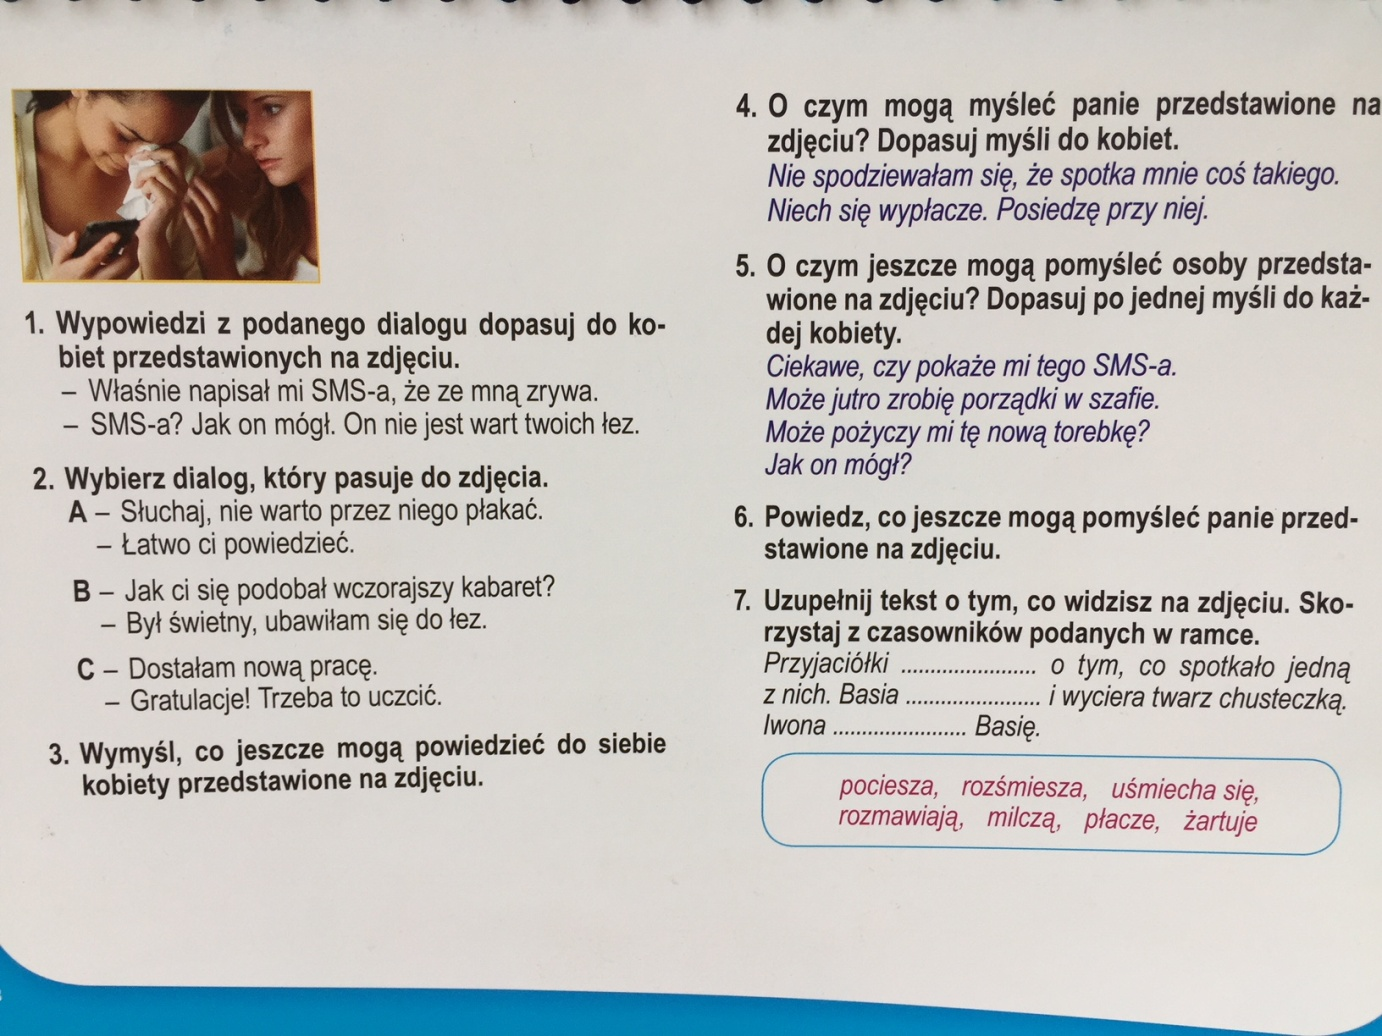 1. Wypowiedzi z podanego dialogu dopasuj do ko-
biet przedstawionych na zdjęciu.
– Właśnie napisał mi SMS-a, że ze mną zrywa.
– SMS-a? Jak on mógł. On nie jest wart twoich łez.
2. Wybierz dialog, który pasuje do zdjęcia.
A – Słuchaj, nie warto przez niego płakać.
– Łatwo ci powiedzieć.
B – Jak ci się podobał wczorajszy kabaret?
– Był świetny, ubawiłam się do łez.
C – Dostałam nową pracę.
– Gratulacje! Trzeba to uczcić.
3. Wymyśl, co jeszcze mogą powiedzieć do siebie
kobiety przedstawione na zdjęciu.
4. O czym mogą myśleć panie przedstawione na
zdjęciu? Dopasuj myśli do kobiet.
Nie spodziewałam się, że spotka mnie coś takiego.
Niech się wypłacze. Posiedzę przy niej.
5. O czym jeszcze mogą pomyśleć osoby przedsta-
wione na zdjęciu? Dopasuj po jednej myśli do każ-
dej kobiety.
Ciekawe, czy pokaże mi tego SMS-a.
Może jutro zrobię porządki w szafie.
Może pożyczy mi tę nową torebkę?
Jak on mógł?
6. Powiedz, co jeszcze mogą pomyśleć panie przed-
stawione na zdjęciu.
7. Uzupełnij tekst o tym, co widzisz na zdjęciu. Sko-
rzystaj z czasowników podanych w ramce.
Przyjaciółki ....................... o tym, co spotkało jedną
z nich. Basia ....................... i wyciera twarz chusteczką.
Iwona ....................... Basię.
pociesza, rozśmiesza, uśmiecha się,
rozmawiają, milczą, płacze, żartuje